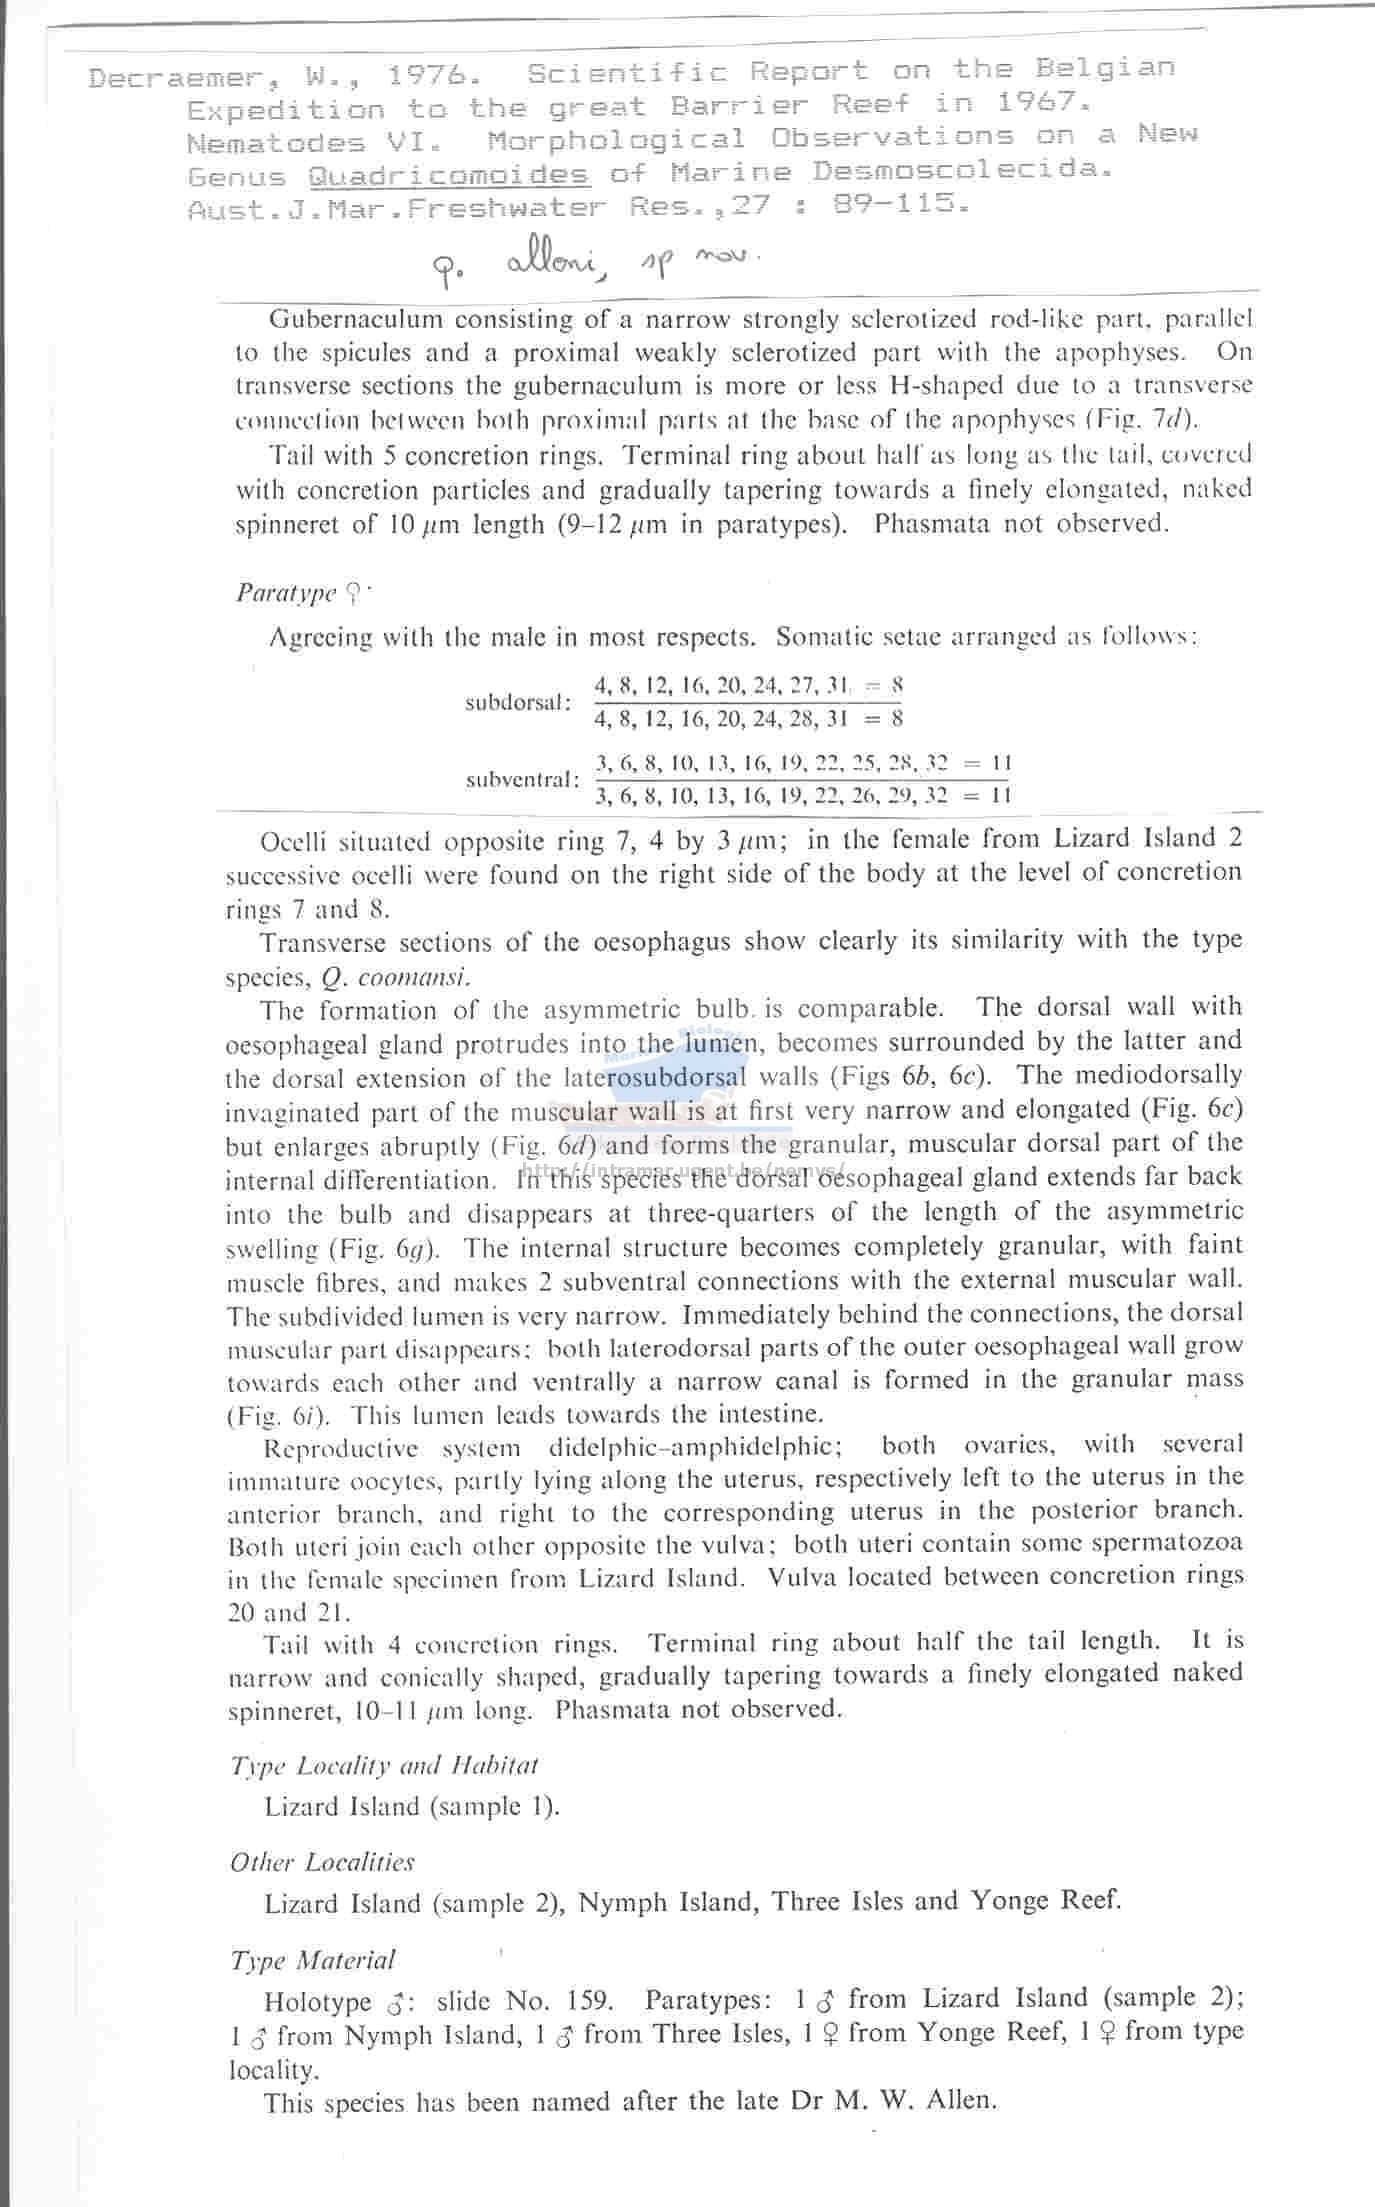 Decraemer, W., 1976. Scientific Report on the Belgian
Expedition to the great Barrier Reef in 1967.
Nematodes VI. Morphological Observations on a New
Genus Quadricomoides of Marine Desmoscolecida.
Aust.J.Mar.Freshwater Res.,27 : 89-115.
Q. alloni, sp nov.
Gubernaculum consisting of a narrow strongly sclerotized rod-like part, parallel
to the spicules and a proximal weakly sclerotized part with the apophyses. On
transverse sections the gubernaculum is more or less H-shaped due to a transverse
connection between both proximal parts at the base of the apophyses (Fig. 7d).
Tail with 5 concretion rings. Terminal ring about half as long as the tail, covered
with concretion particles and gradually tapering towards a finely elongated, naked
spinneret of 10 µm length (9–12 µm in paratypes). Phasmata not observed.
Paratype ♀
Agreeing with the male in most respects. Somatic setae arranged as follows:
subdorsal: 4, 8, 12, 16, 20, 24, 27, 31, = 8
4, 8, 12, 16, 20, 24, 28, 31 = 8
subventral: 3, 6, 8, 10, 13, 16, 19, 22, 25, 28, 32 = 11
3, 6, 8, 10, 13, 16, 19, 22, 26, 29, 32 = 11
Ocelli situated opposite ring 7, 4 by 3 µm; in the female from Lizard Island 2
successive ocelli were found on the right side of the body at the level of concretion
rings 7 and 8.
Transverse sections of the oesophagus show clearly its similarity with the type
species, Q. coomansi.
The formation of the asymmetric bulb is comparable. The dorsal wall with
oesophageal gland protrudes into the lumen, becomes surrounded by the latter and
the dorsal extension of the laterosubdorsal walls (Figs 6b, 6c). The mediodorsally
invaginated part of the muscular wall is at first very narrow and elongated (Fig. 6c)
but enlarges abruptly (Fig. 6d) and forms the granular, muscular dorsal part of the
internal differentiation. In this species the dorsal oesophageal gland extends far back
http://intramar.ugent.be/nemys/
into the bulb and disappears at three-quarters of the length of the asymmetric
swelling (Fig. 6g). The internal structure becomes completely granular, with faint
muscle fibres, and makes 2 subventral connections with the external muscular wall.
The subdivided lumen is very narrow. Immediately behind the connections, the dorsal
muscular part disappears; both laterodorsal parts of the outer oesophageal wall grow
towards each other and ventrally a narrow canal is formed in the granular mass
(Fig. 6i). This lumen leads towards the intestine.
Reproductive system didelphic–amphidelphic; both ovaries, with several
immature oocytes, partly lying along the uterus, respectively left to the uterus in the
anterior branch, and right to the corresponding uterus in the posterior branch.
Both uteri join each other opposite the vulva; both uteri contain some spermatozoa
in the female specimen from Lizard Island. Vulva located between concretion rings
20 and 21.
Tail with 4 concretion rings. Terminal ring about half the tail length. It is
narrow and conically shaped, gradually tapering towards a finely elongated naked
spinneret, 10–11 µm long. Phasmata not observed.
Type Locality and Habitat
Lizard Island (sample 1).
Other Localities
Lizard Island (sample 2), Nymph Island, Three Isles and Yonge Reef.
Type Material
Holotype ♂: slide No. 159. Paratypes: 1 ♂ from Lizard Island (sample 2);
1 ♂ from Nymph Island, 1 ♂ from Three Isles, 1 ♀ from Yonge Reef, 1 ♀ from type
locality.
This species has been named after the late Dr M. W. Allen.